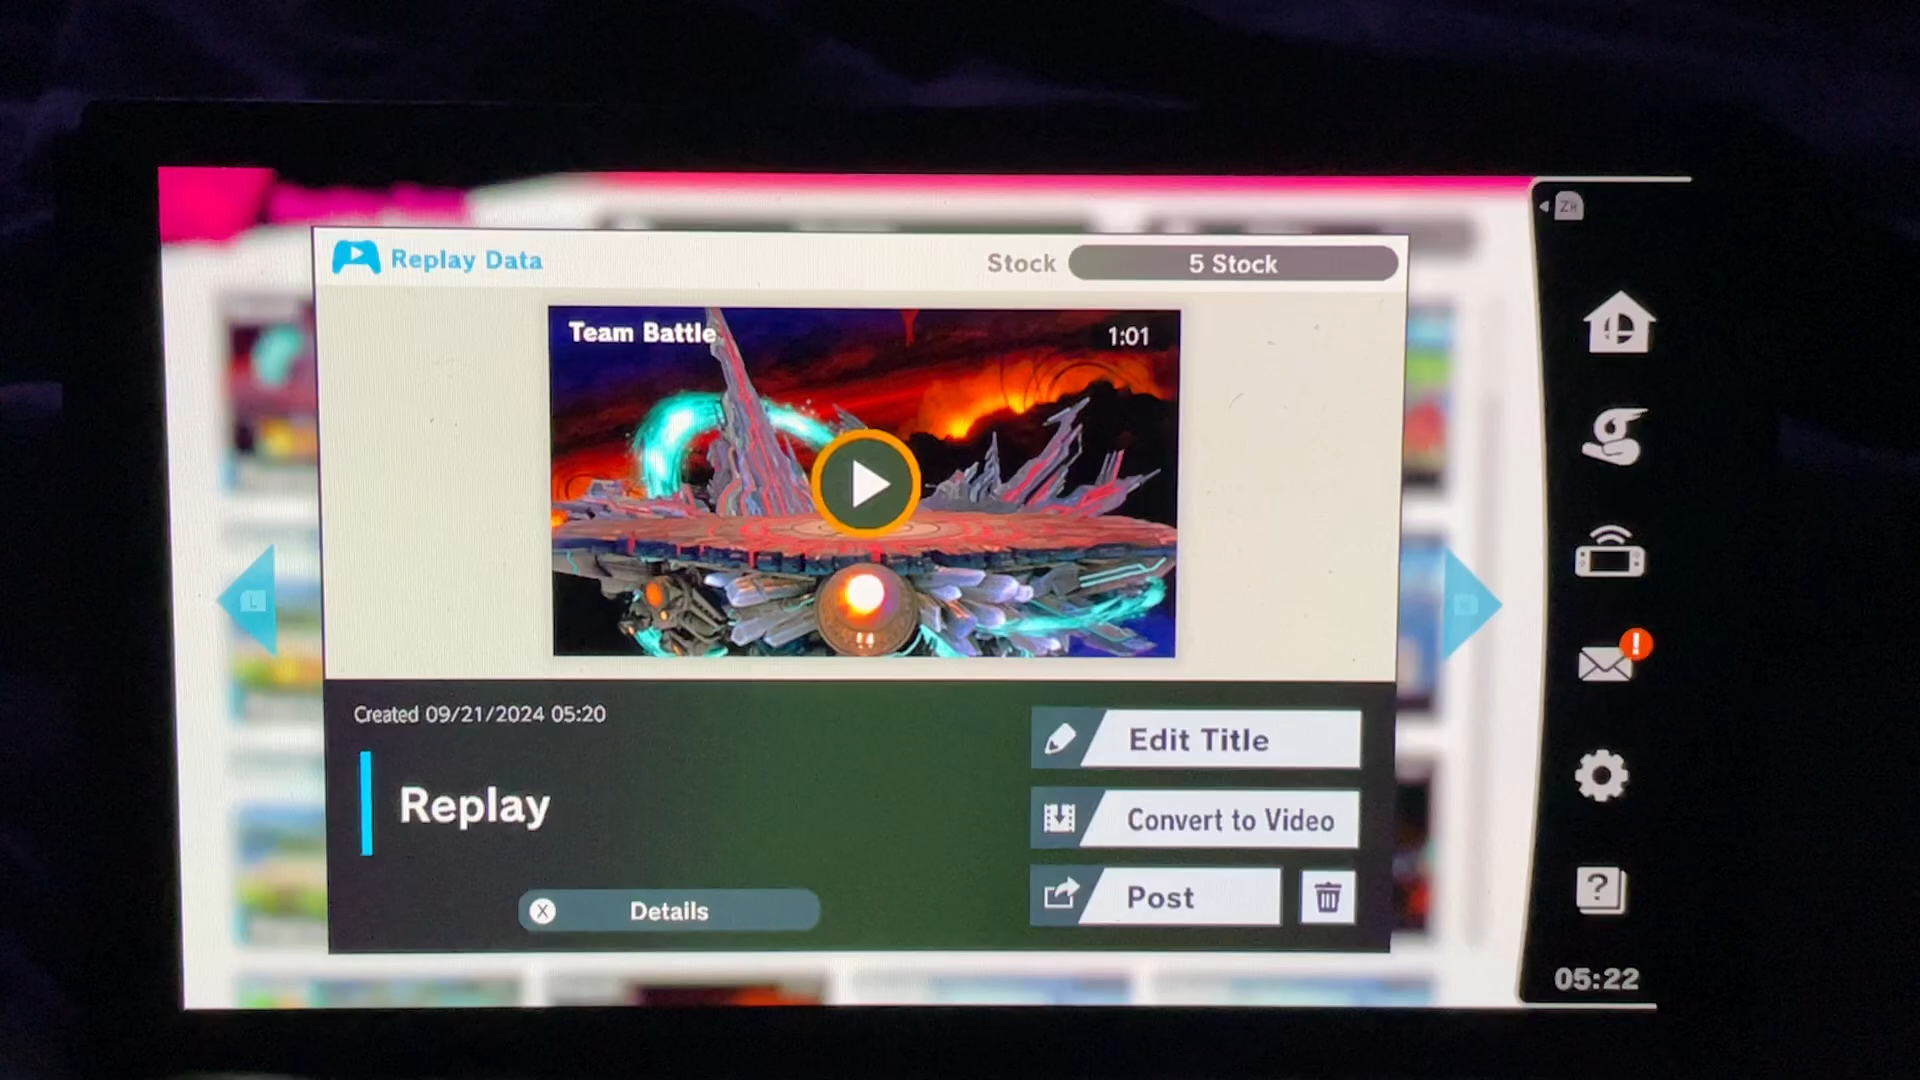 ZR
Replay Data
Stock
5 Stock
Team Battle
1:01
L
Created 09/21/2024 05:20
Edit Title
Replay
Convert to Video
X
Details
Post
05:22